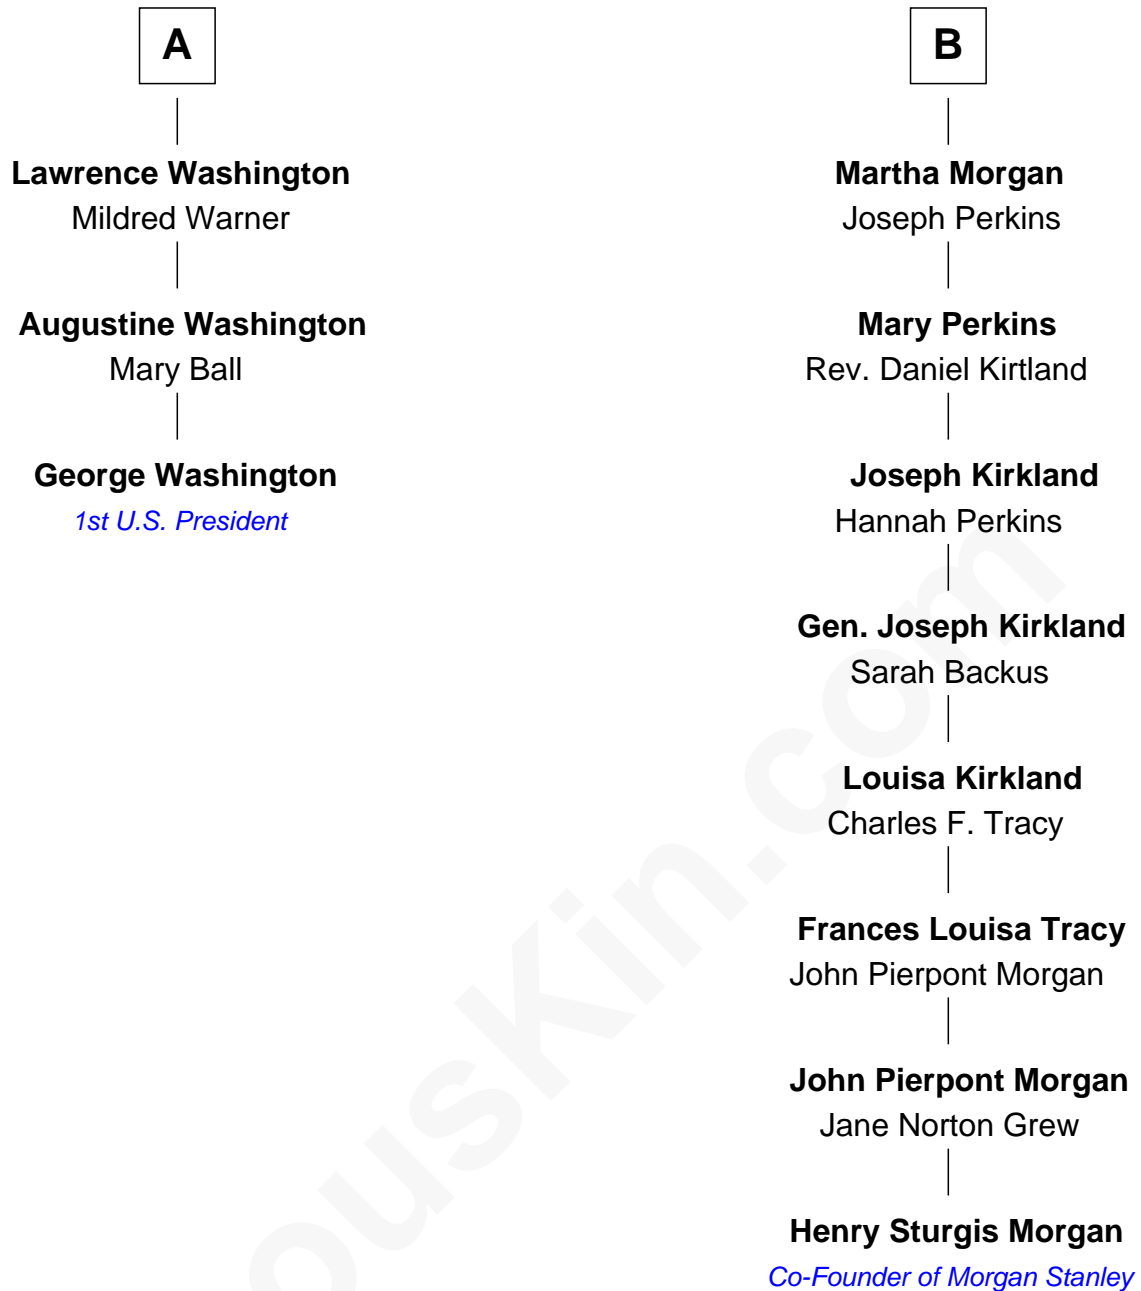 A
Lawrence Washington
Mildred Warner
Augustine Washington
Mary Ball
George Washington
1st U.S. President
B
Martha Morgan
Joseph Perkins
Mary Perkins
Rev. Daniel Kirtland
Joseph Kirkland
Hannah Perkins
Gen. Joseph Kirkland
Sarah Backus
Louisa Kirkland
Charles F. Tracy
Frances Louisa Tracy
John Pierpont Morgan
John Pierpont Morgan
Jane Norton Grew
Henry Sturgis Morgan
Co-Founder of Morgan Stanley
ousKin.com